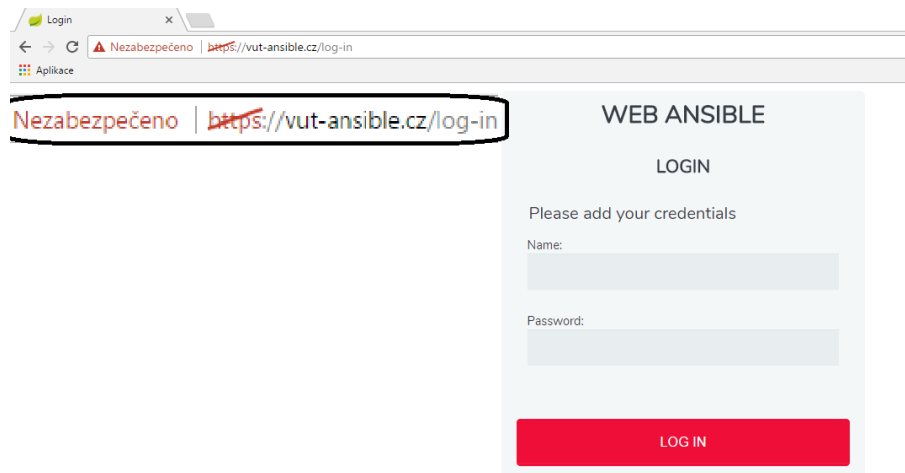 Login
Nezabezpečeno | https://vut-ansible.cz/log-in
Aplikace
Nezabezpečeno | https://vut-ansible.cz/log-in
WEB ANSIBLE
LOGIN
Please add your credentials
Name:
Password:
LOG IN